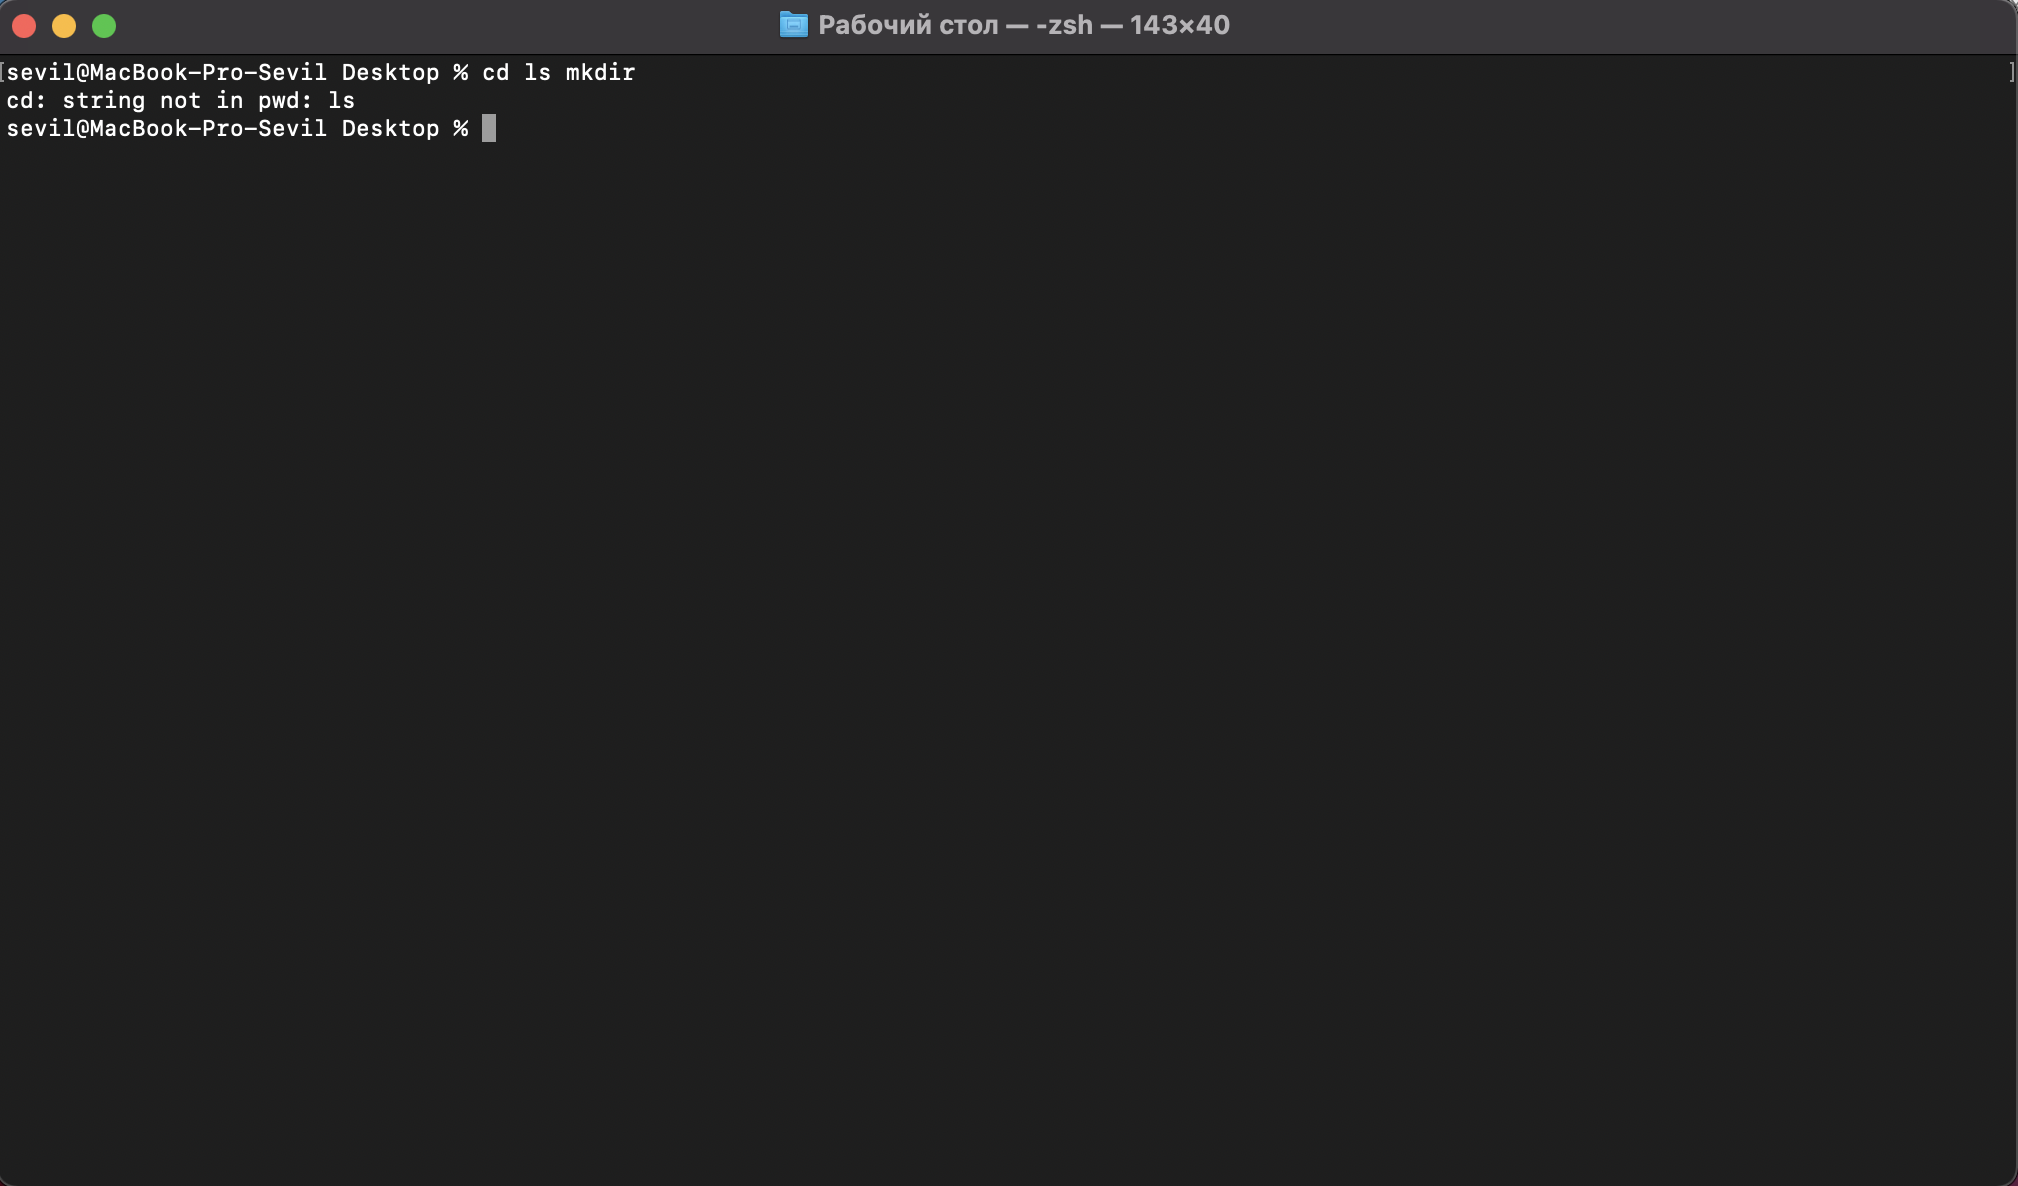 Рабочий стол — -zsh — 143×40
[sevil@MacBook-Pro-Sevil Desktop % cd ls mkdir ]
cd: string not in pwd: ls
sevil@MacBook-Pro-Sevil Desktop %